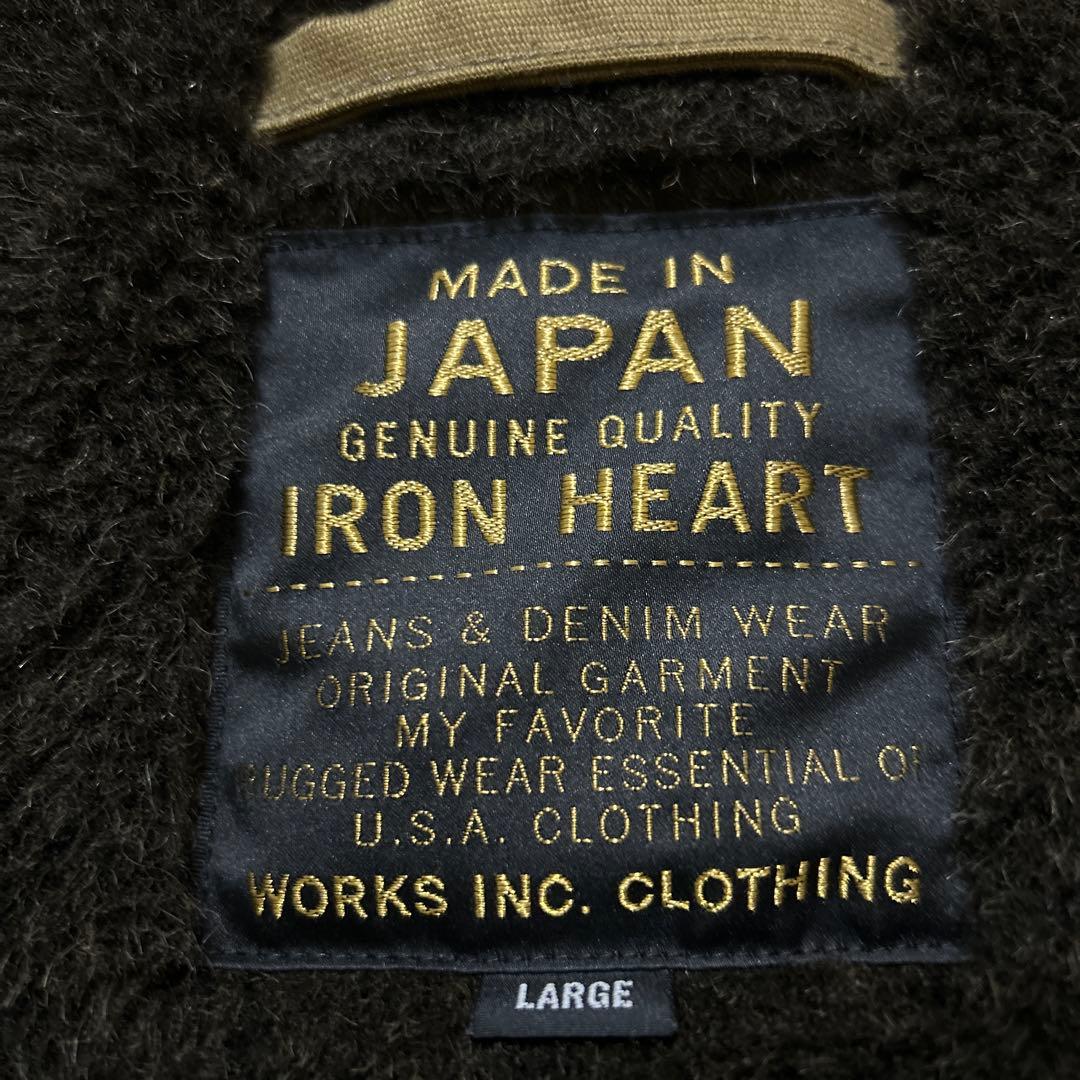 MADE IN
JAPAN
GENUINE QUALITY
IRON HEART
JEANS & DENIM WEAR
ORIGINAL GARMENT
MY FAVORITE
RUGGED WEAR ESSENTIAL OF
U.S.A. CLOTHING
WORKS INC. CLOTHING
LARGE